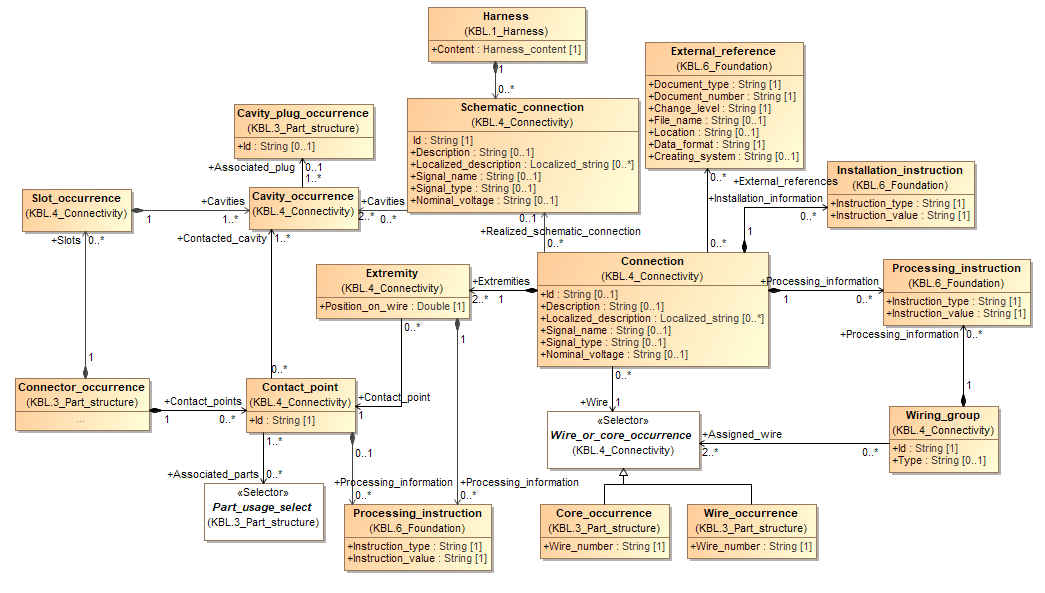 Harness
(KBL.1_Harness)
+Content : Harness_content [1]
1
0..*
External_reference
(KBL.6_Foundation)
+Document_type : String [1]
+Document_number : String [1]
+Change_level : String [1]
+File_name : String [0..1]
+Location : String [0..1]
+Data_format : String [1]
+Creating_system : String [0..1]
0..*
+External_references
0..*
Schematic_connection
(KBL.4_Connectivity)
Id : String [1]
+Description : String [0..1]
+Localized_description : Localized_string [0..*]
+Signal_name : String [0..1]
+Signal_type : String [0..1]
+Nominal_voltage : String [0..1]
0..1
+Realized_schematic_connection
0..*
Cavity_plug_occurrence
(KBL.3_Part_structure)
+Id : String [0..1]
+Associated_plug
0..1
1..*
Installation_instruction
(KBL.6_Foundation)
+Instruction_type : String [1]
+Instruction_value : String [1]
+Installation_information
0..*
1
Slot_occurrence
(KBL.4_Connectivity)
+Cavities
1
1..*
Cavity_occurrence
(KBL.4_Connectivity)
+Cavities
2..*
0..*
+Slots
0..*
1
+Contacted_cavity
1..*
0..*
Extremity
(KBL.4_Connectivity)
+Position_on_wire : Double [1]
+Extremities
2..*
1
0..*
1
Connection
(KBL.4_Connectivity)
+Id : String [0..1]
+Description : String [0..1]
+Localized_description : Localized_string [0..*]
+Signal_name : String [0..1]
+Signal_type : String [0..1]
+Nominal_voltage : String [0..1]
+Processing_information
1
0..*
Processing_instruction
(KBL.6_Foundation)
+Instruction_type : String [1]
+Instruction_value : String [1]
+Processing_information
0..*
1
Connector_occurrence
(KBL.3_Part_structure)
...
+Contact_points
1
0..*
Contact_point
(KBL.4_Connectivity)
+Id : String [1]
+Contact_point
1
0..*
+Wire
1
«Selector»
Wire_or_core_occurrence
(KBL.4_Connectivity)
+Assigned_wire
2..*
0..*
Wiring_group
(KBL.4_Connectivity)
+Id : String [1]
+Type : String [0..1]
1..*
+Associated_parts
0..*
0..1
+Processing_information
0..*
+Processing_information
0..*
«Selector»
Part_usage_select
(KBL.3_Part_structure)
Processing_instruction
(KBL.6_Foundation)
+Instruction_type : String [1]
+Instruction_value : String [1]
Core_occurrence
(KBL.3_Part_structure)
+Wire_number : String [1]
Wire_occurrence
(KBL.3_Part_structure)
+Wire_number : String [1]